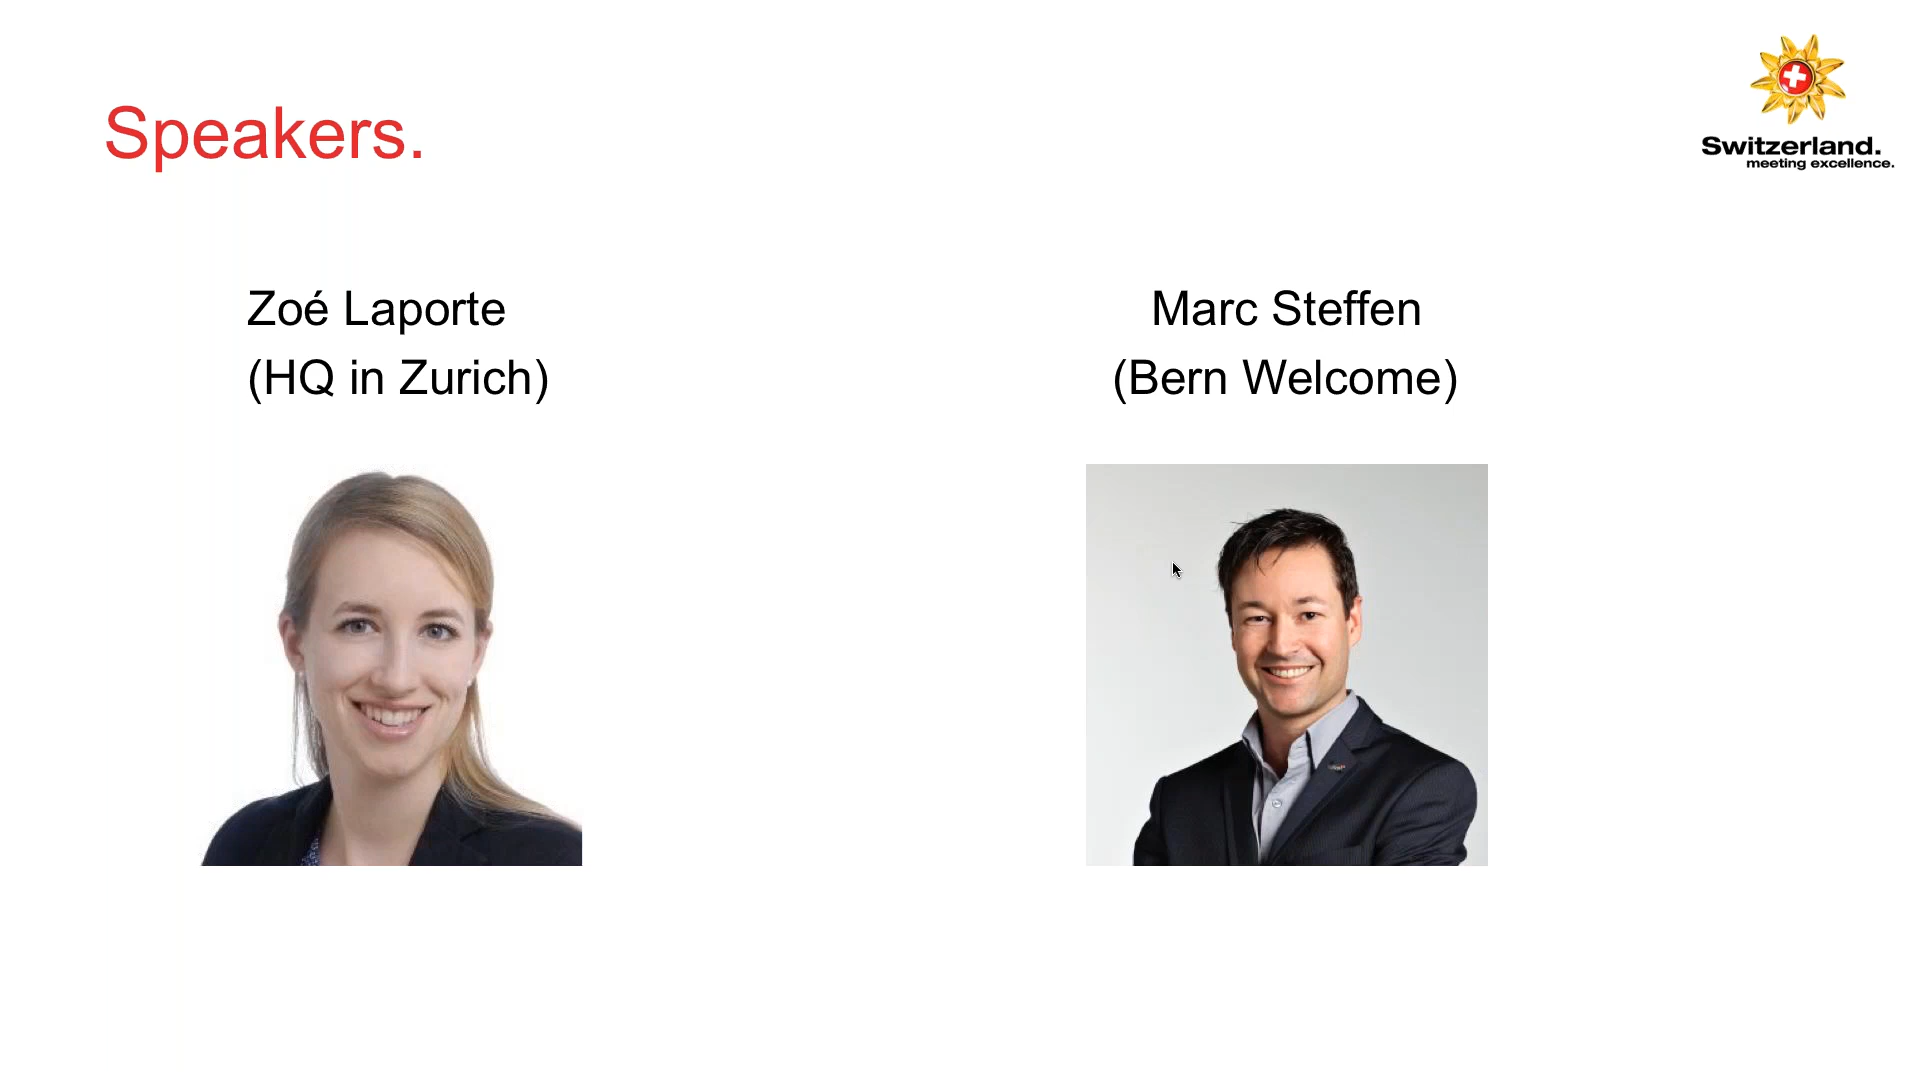 Speakers.
Switzerland.
meeting excellence.
Zoé Laporte
(HQ in Zurich)
Marc Steffen
(Bern Welcome)